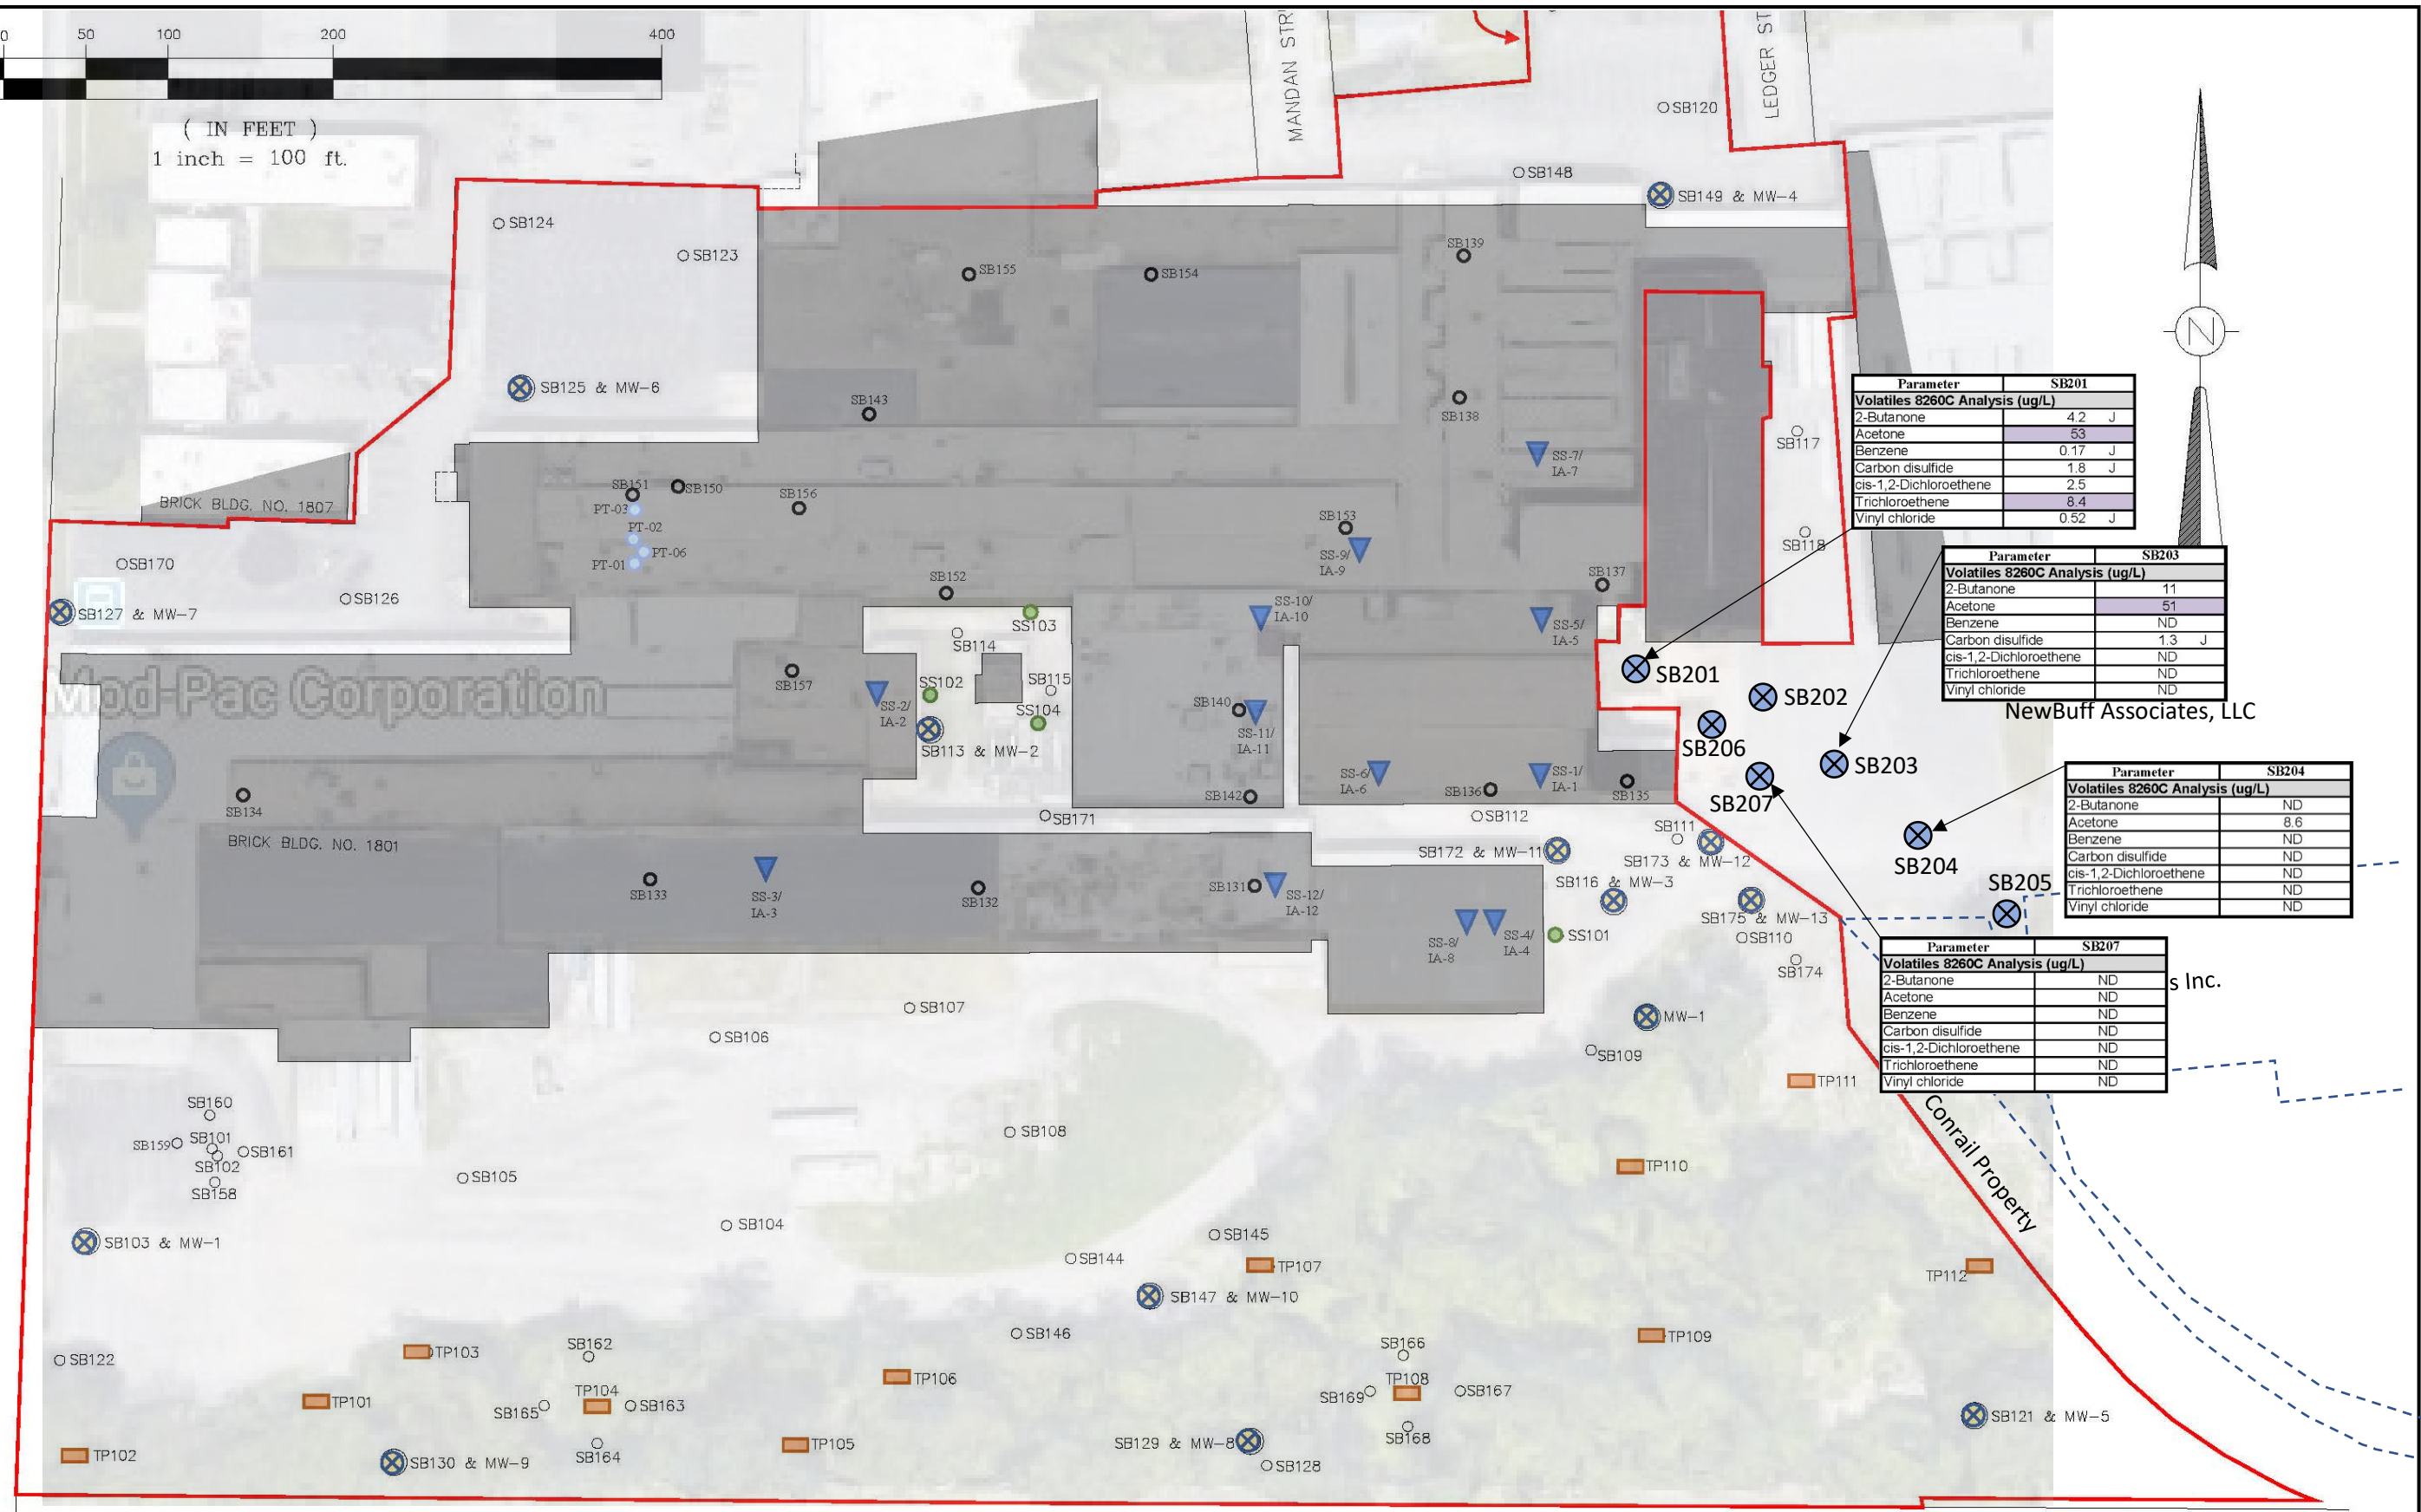 0 50 100 200 400
( IN FEET )
1 inch = 100 ft.
MANDAN STR
LEDGER ST
SB120
SB148
SB149 & MW-4
SB124
SB123
SB139
SB155
SB154
N
SB125 & MW-6
SB143
SB138
SB117
SS-7/
IA-7
Parameter SB201
Volatiles 8260C Analysis (ug/L)
2-Butanone 4.2 J
Acetone 53
Benzene 0.17 J
Carbon disulfide 1.8 J
cis-1,2-Dichloroethene 2.5
Trichloroethene 8.4
Vinyl chloride 0.52 J
BRICK BLDG. NO. 1807
SB151
SB150
SB156
PT-03
PT-02
PT-06
PT-01
SB153
SS-9/
IA-9
SB118
SB170
SB126
SB127 & MW-7
SB152
SB137
SS103
SS-10/
IA-10
SS-5/
IA-5
Parameter SB203
Volatiles 8260C Analysis (ug/L)
2-Butanone 11
Acetone 51
Benzene ND
Carbon disulfide 1.3 J
cis-1,2-Dichloroethene ND
Trichloroethene ND
Vinyl chloride ND
NewBuff Associates, LLC
Mod-Pac Corporation
SB114
SB157
SS102
SB115
SS-2/
IA-2
SS104
SB113 & MW-2
SB140
SS-11/
IA-11
SB201
SB202
SB206
SB203
SB207
SS-6/
IA-6
SB136
SS-1/
IA-1
SB135
SB142
SB134
SB171
SB112
SB111
BRICK BLDG. NO. 1801
SB172 & MW-11
SB173 & MW-12
SB204
Parameter SB204
Volatiles 8260C Analysis (ug/L)
2-Butanone ND
Acetone 8.6
Benzene ND
Carbon disulfide ND
cis-1,2-Dichloroethene ND
Trichloroethene ND
Vinyl chloride ND
SB133
SS-3/
IA-3
SB132
SB131
SS-12/
IA-12
SB116 & MW-3
SB205
SB175 & MW-13
SS-8/
IA-8
SS-4/
IA-4
SS101
SB110
SB174
Parameter SB207
Volatiles 8260C Analysis (ug/L)
2-Butanone ND
Acetone ND
Benzene ND
Carbon disulfide ND
cis-1,2-Dichloroethene ND
Trichloroethene ND
Vinyl chloride ND
s Inc.
SB107
SB106
MW-1
SB109
TP111
SB160
SB159
SB101
SB102
SB161
SB158
SB108
Conrail Property
SB105
TP110
SB104
SB103 & MW-1
SB145
SB144
TP107
TP112
SB147 & MW-10
SB146
SB122
TP103
SB162
SB166
TP109
TP101
TP104
SB165
SB163
TP106
TP108
SB169
SB167
SB164
SB168
TP102
SB130 & MW-9
TP105
SB129 & MW-8
SB128
SB121 & MW-5